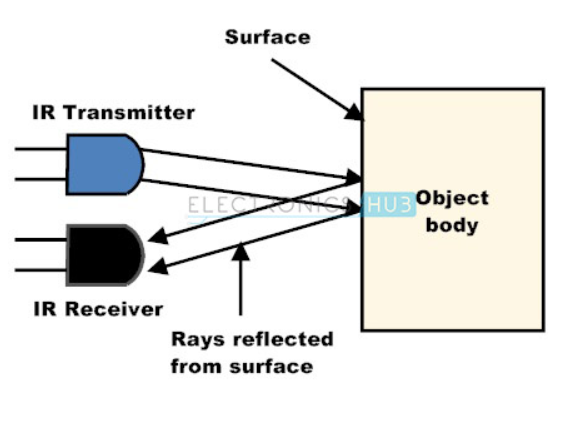 Surface
IR Transmitter
ELECTRONICS HUB
Object
body
IR Receiver
Rays reflected
from surface